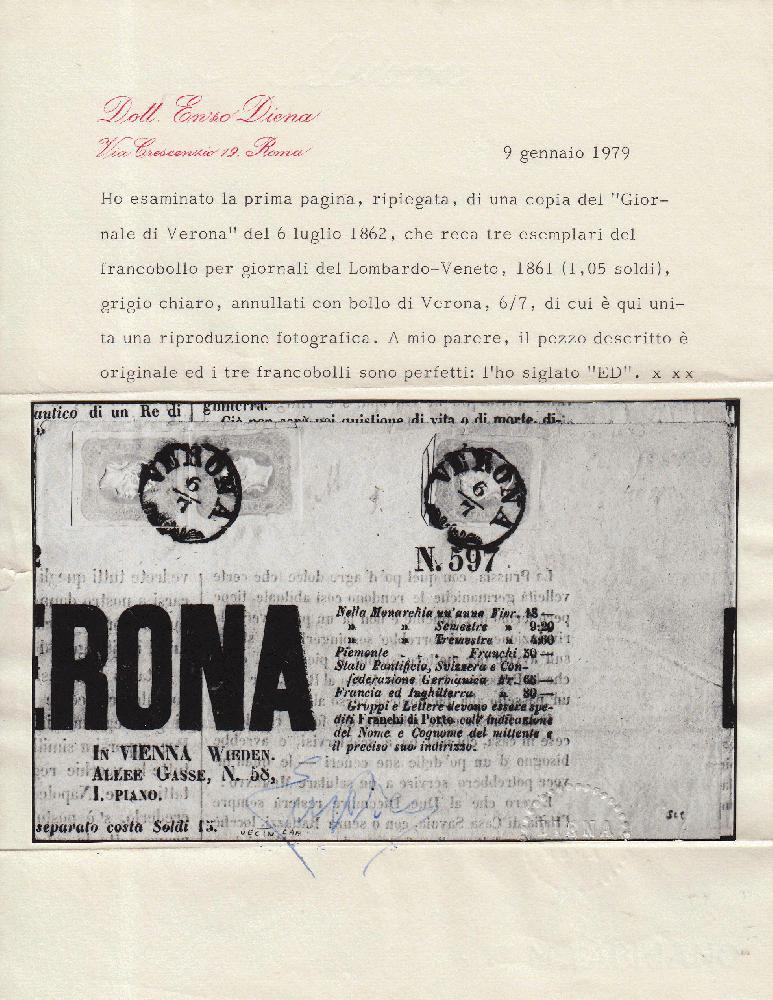 Dott. Enzo Diena
Via Crescenzio 19. Roma
9 gennaio 1979
Ho esaminato la prima pagina, ripiegata, di una copia del "Gior-
nale di Verona" del 6 luglio 1862, che reca tre esemplari del
francobollo per giornali del Lombardo-Veneto, 1861 (1,05 soldi),
grigio chiaro, annullati con bollo di Verona, 6/7, di cui è qui uni-
ta una riproduzione fotografica. A mio parere, il pezzo descritto è
originale ed i tre francobolli sono perfetti: l'ho siglato "ED". x xx
autico di un Re di
VERONA
6/7
VERONA
6/7
N. 597
ERONA
Nella Monarchia un'anno Fior. 18 —
" " Semestre " 9:20
" " Trimestre " 4:60
Piemonte . . . . Franchi 50 —
Stato Pontificio, Svizzera e Con-
federazione Germanica Fr. 66 —
Francia ed Inghilterra " 80 —
Gruppi e Lettere devono essere spe-
diti Franchi di Porto coll' indicazione
del Nome e Cognome del mittente e
il preciso suo indirizzo.
IN VIENNA WIEDEN.
ALLEE GASSE, N. 58,
I. PIANO.
separato costa Soldi 15.